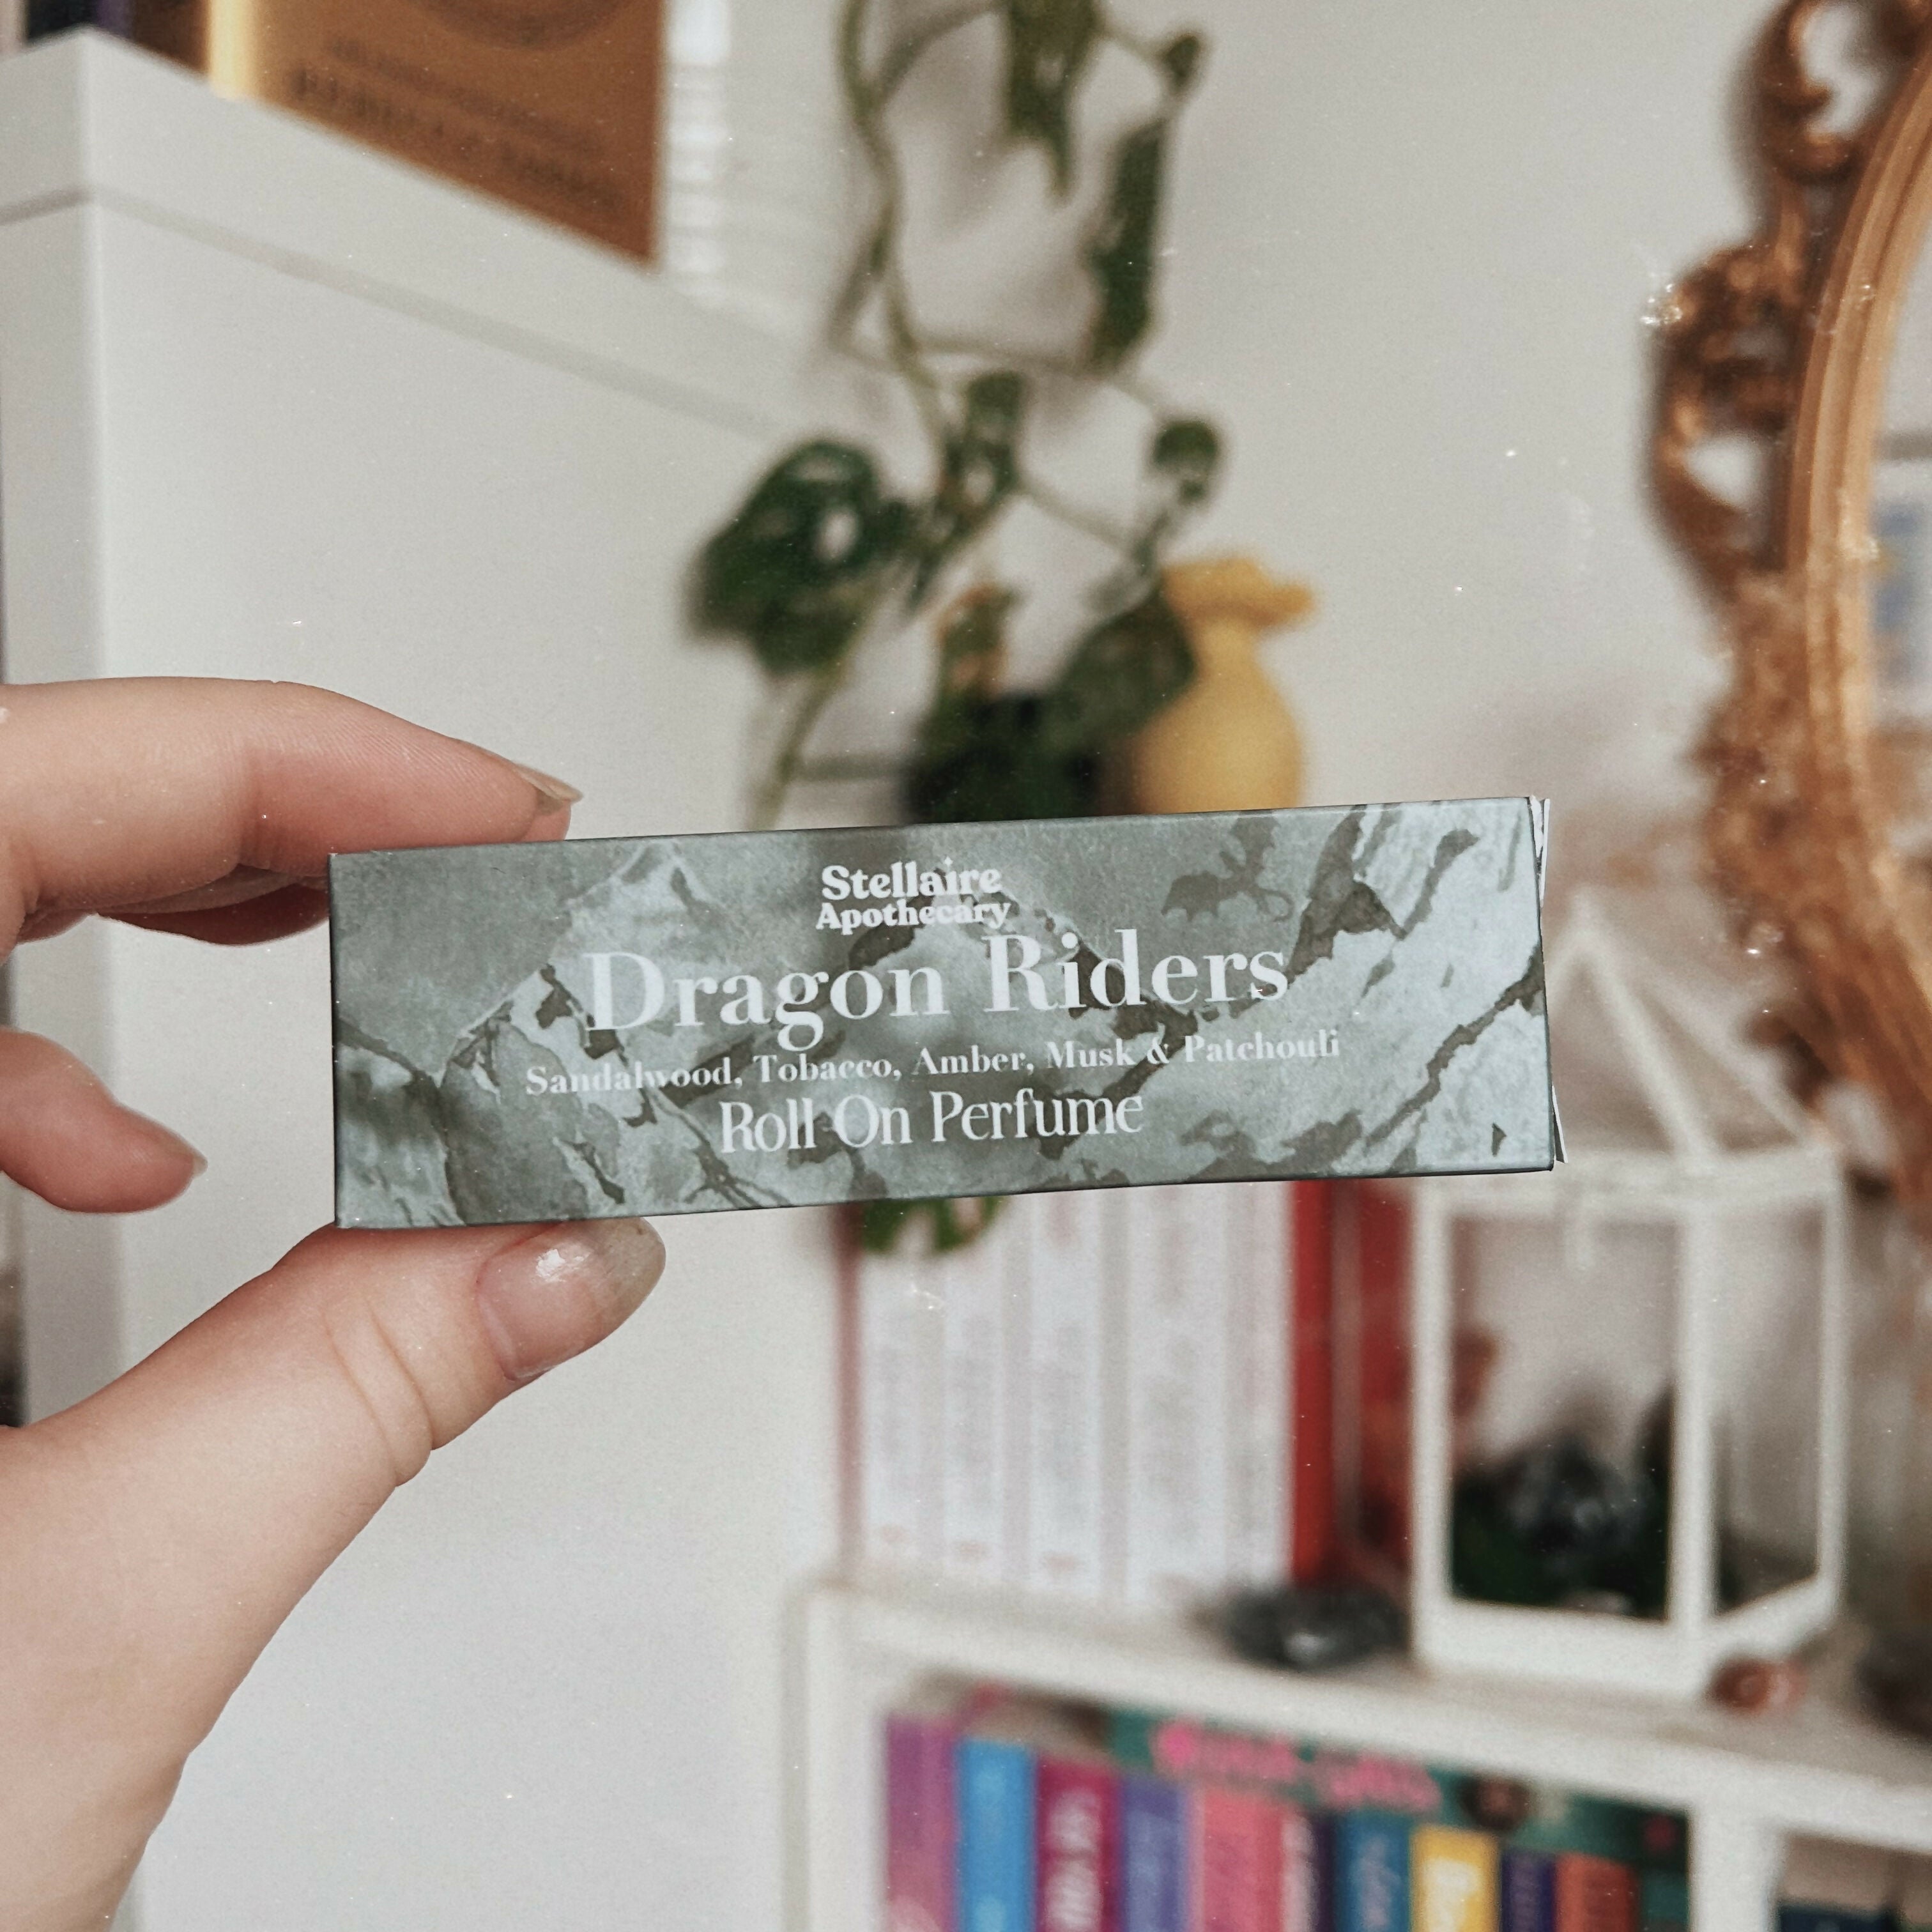 Stellaire
Apothecary
Dragon Riders
Sandalwood, Tobacco, Amber, Musk & Patchouli
Roll On Perfume